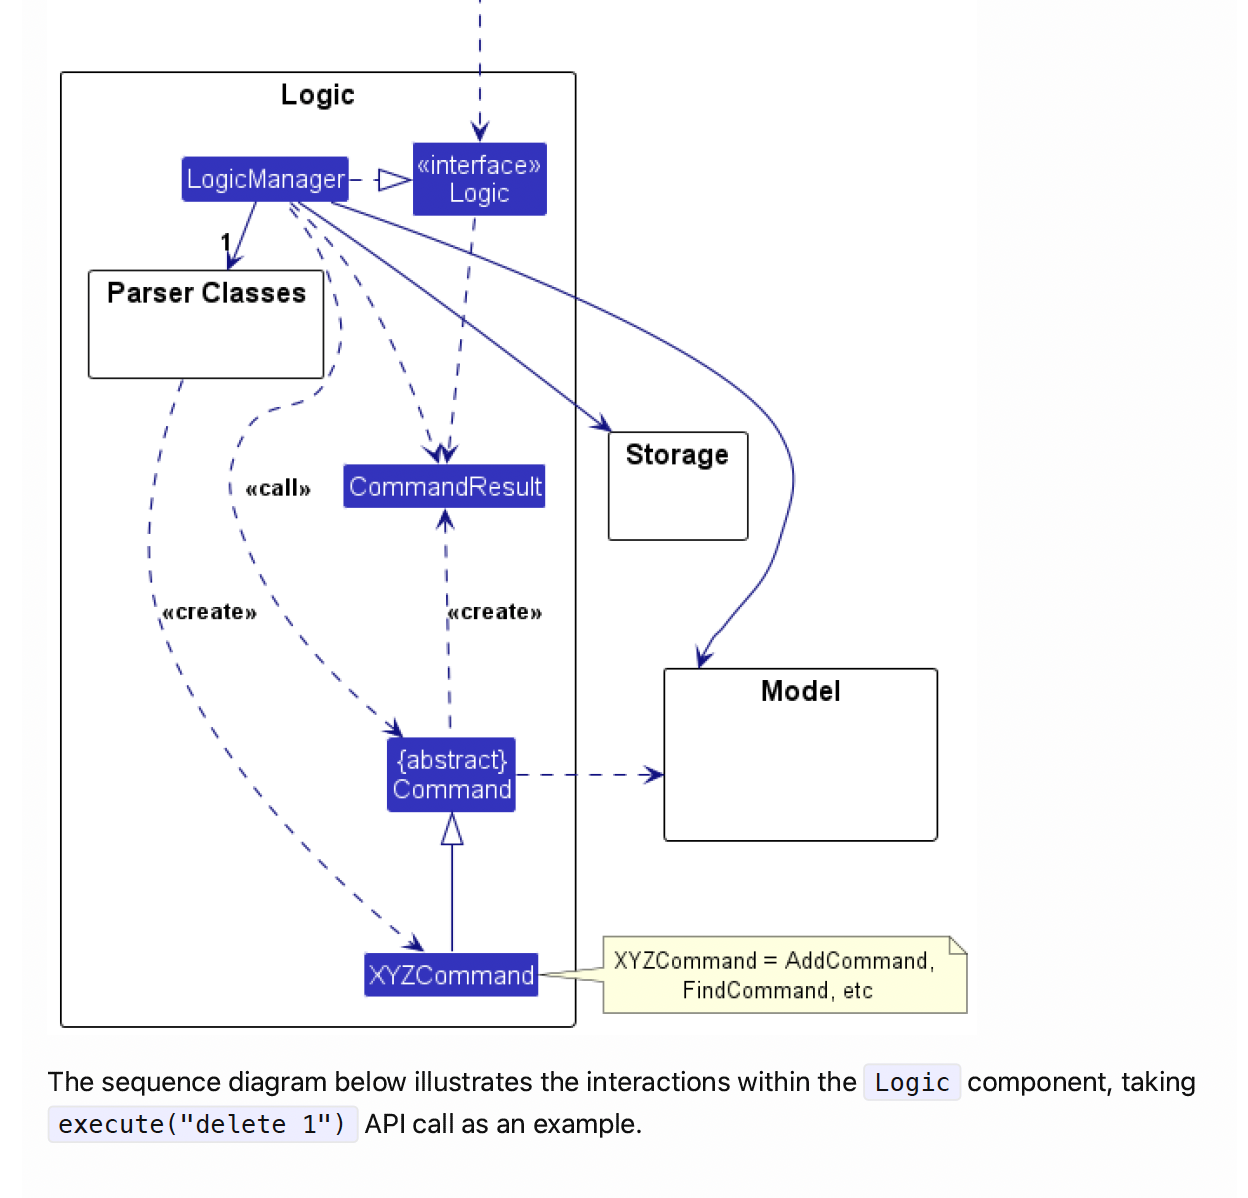 Logic
LogicManager
«interface»
Logic
1
Parser Classes
Storage
«call»
CommandResult
«create»
«create»
Model
{abstract}
Command
XYZCommand
XYZCommand = AddCommand,
FindCommand, etc
The sequence diagram below illustrates the interactions within the Logic component, taking
execute("delete 1") API call as an example.